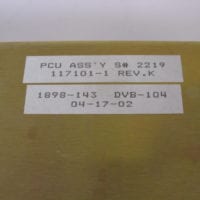 PCU ASS'Y S# 2219
117101-1 REV.K
1898-143 DVB-104
04-17-02